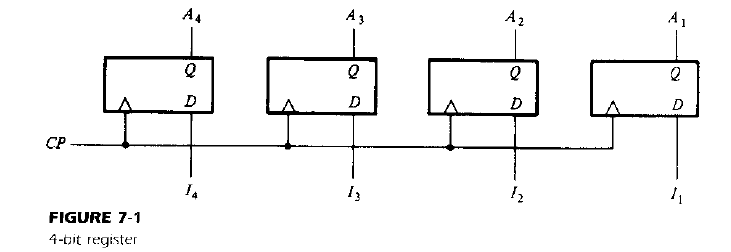 A4 A3 A2 A1
Q Q Q Q
D D D D
CP
I4 I3 I2 I1
FIGURE 7-1
4-bit register